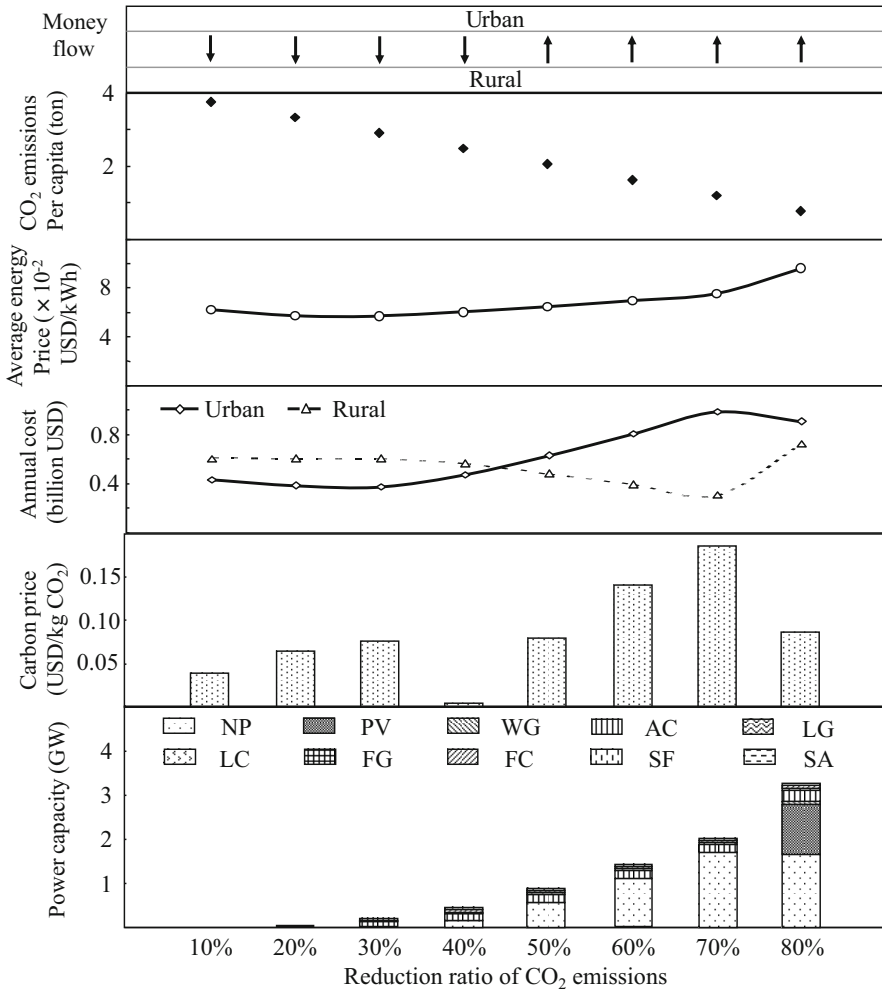 Money
flow
Urban
Rural
CO₂ emissions
Per capita (ton)
4
2
Average energy
Price ( × 10⁻²
USD/kWh)
8
4
Annual cost
(billion USD)
Urban
Rural
0.8
0.4
Carbon price
(USD/kg CO₂)
0.15
0.10
0.05
Power capacity (GW)
NP PV WG AC LG
LC FG FC SF SA
4
3
2
1
10% 20% 30% 40% 50% 60% 70% 80%
Reduction ratio of CO₂ emissions